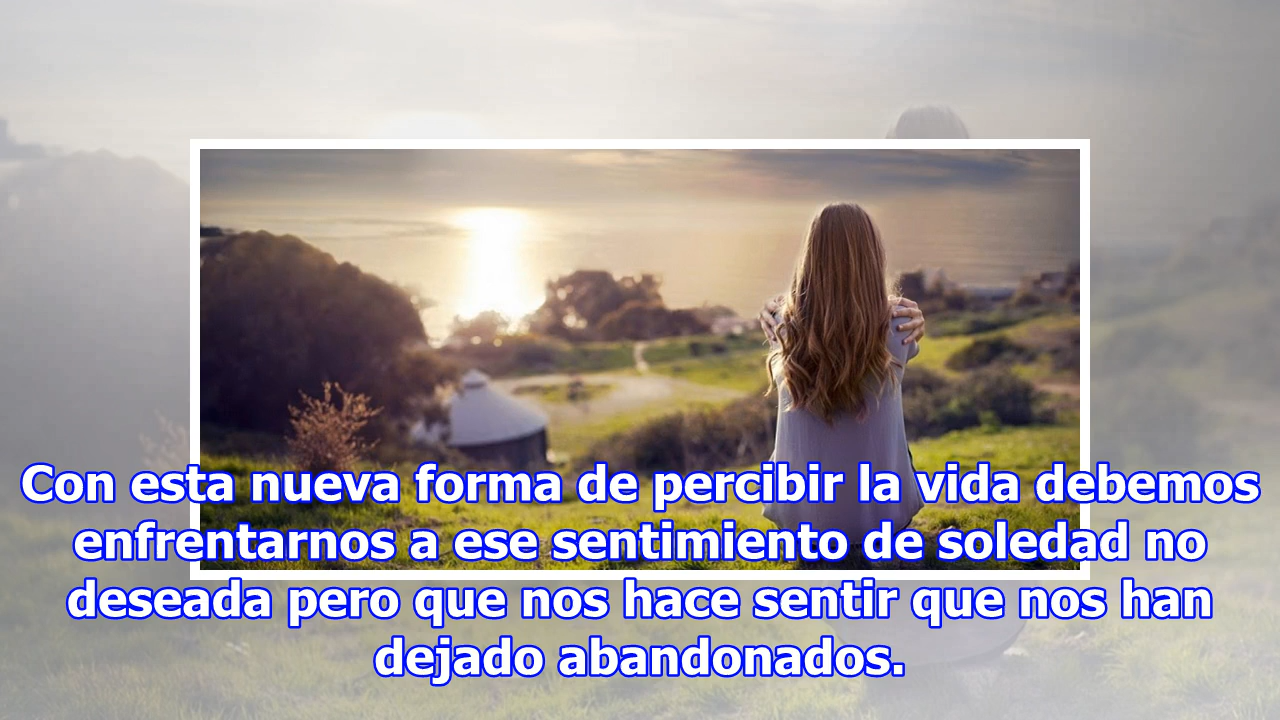 Con esta nueva forma de percibir la vida debemos
enfrentarnos a ese sentimiento de soledad no
deseada pero que nos hace sentir que nos han
dejado abandonados.